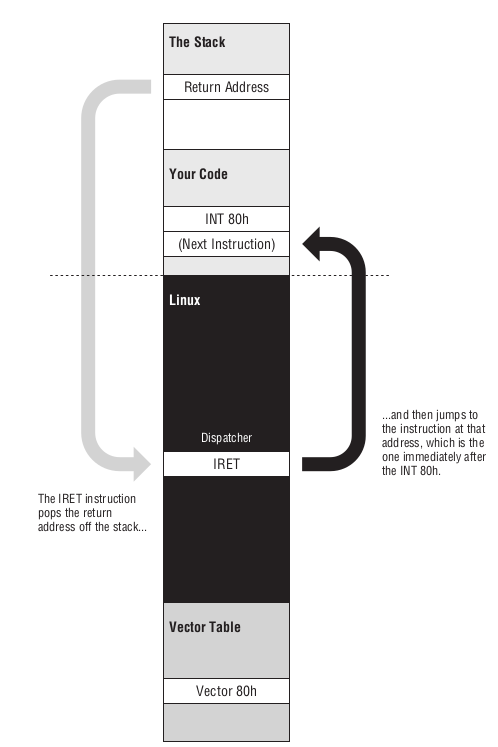 The Stack
Return Address
Your Code
INT 80h
(Next Instruction)
Linux
Dispatcher
IRET
...and then jumps to
the instruction at that
address, which is the
one immediately after
the INT 80h.
The IRET instruction
pops the return
address off the stack...
Vector Table
Vector 80h